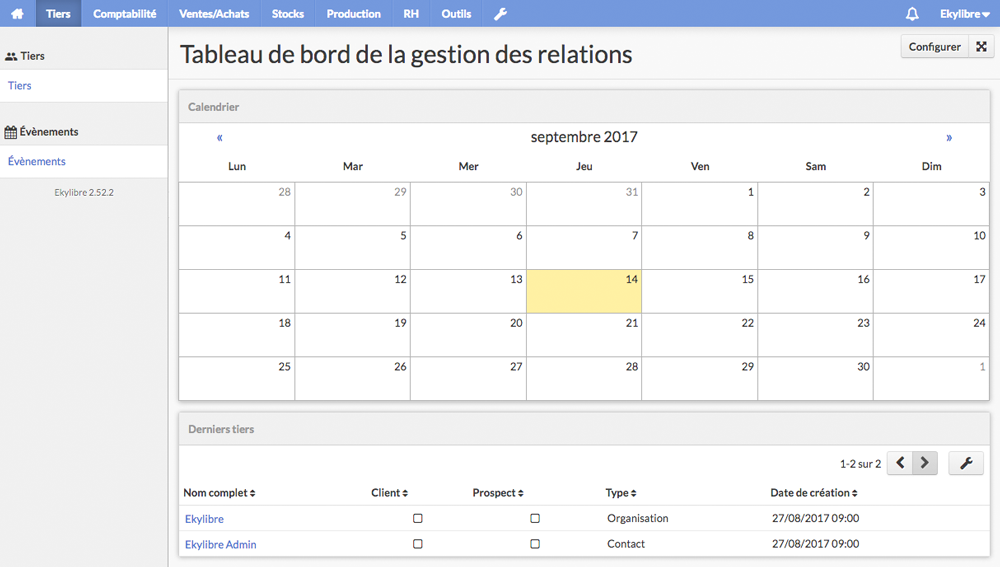 Tiers Comptabilité Ventes/Achats Stocks Production RH Outils Ekylibre
Tiers
Tiers
Évènements
Évènements
Ekylibre 2.52.2
Tableau de bord de la gestion des relations
Configurer
Calendrier
« septembre 2017 »
Lun Mar Mer Jeu Ven Sam Dim
28 29 30 31 1 2 3
4 5 6 7 8 9 10
11 12 13 14 15 16 17
18 19 20 21 22 23 24
25 26 27 28 29 30 1
Derniers tiers
1-2 sur 2
Nom complet Client Prospect Type Date de création
Ekylibre Organisation 27/08/2017 09:00
Ekylibre Admin Contact 27/08/2017 09:00